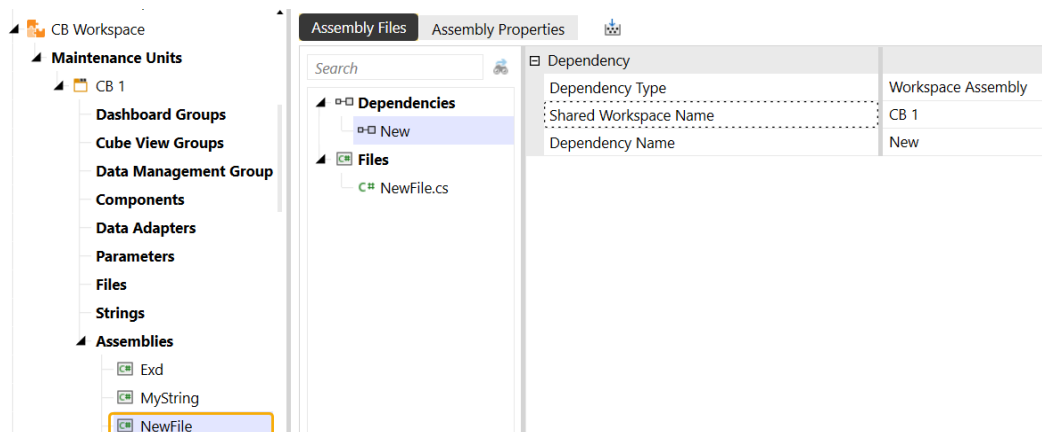 CB Workspace
Maintenance Units
CB 1
Dashboard Groups
Cube View Groups
Data Management Group
Components
Data Adapters
Parameters
Files
Strings
Assemblies
Exd
MyString
NewFile
Assembly Files Assembly Properties
Search
Dependencies
New
Files
C# NewFile.cs
Dependency
Dependency Type Workspace Assembly
Shared Workspace Name CB 1
Dependency Name New